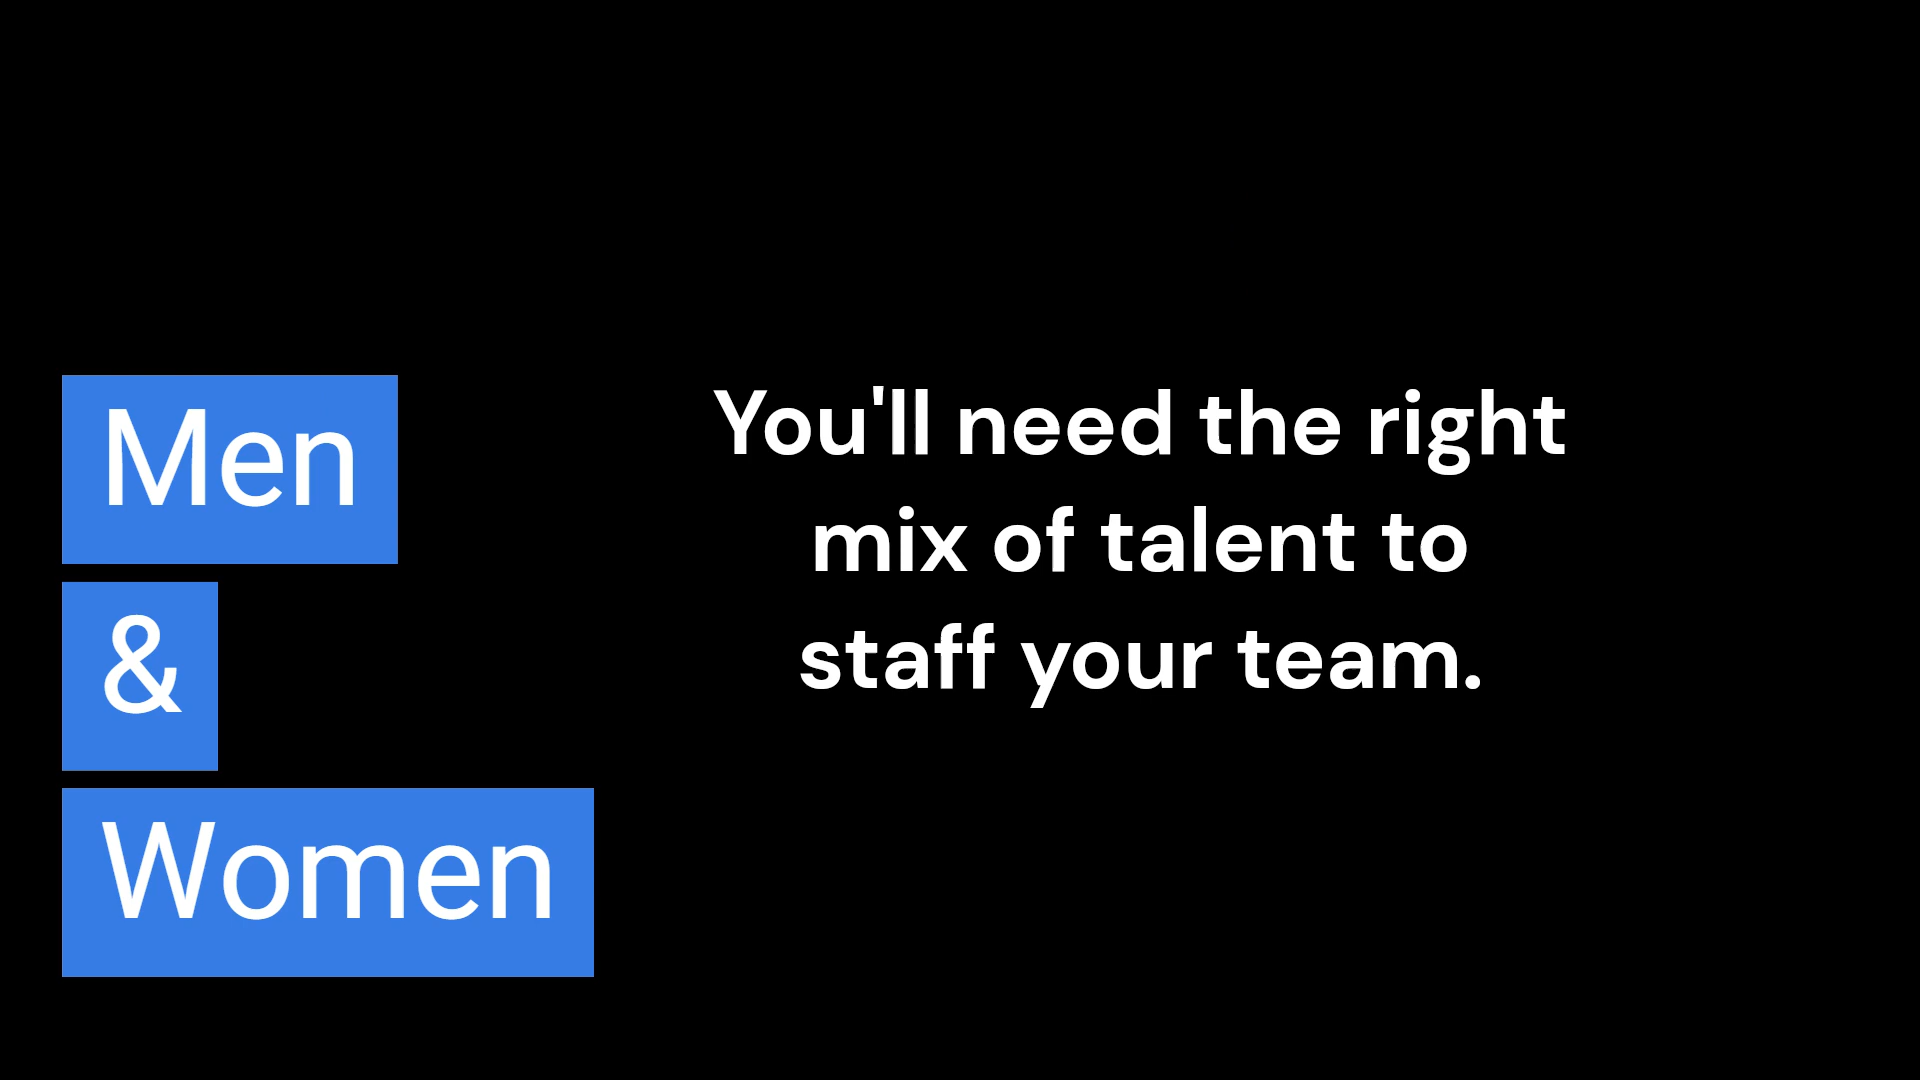 Men
&
Women
You'll need the right
mix of talent to
staff your team.